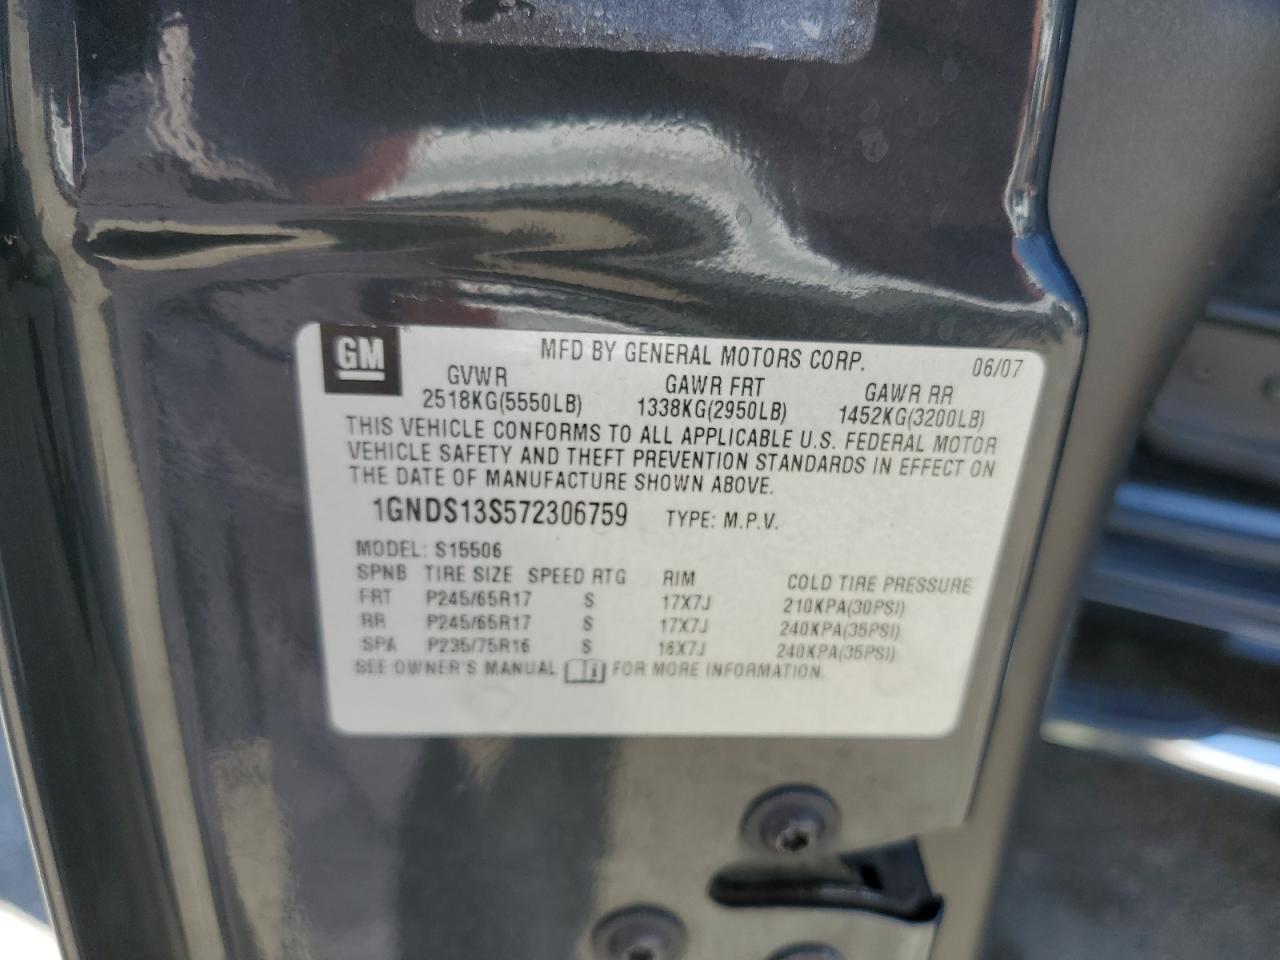 GM
MFD BY GENERAL MOTORS CORP. 06/07
GVWR GAWR FRT GAWR RR
2518KG(5550LB) 1338KG(2950LB) 1452KG(3200LB)
THIS VEHICLE CONFORMS TO ALL APPLICABLE U.S. FEDERAL MOTOR
VEHICLE SAFETY AND THEFT PREVENTION STANDARDS IN EFFECT ON
THE DATE OF MANUFACTURE SHOWN ABOVE.
1GNDS13S572306759 TYPE: M.P.V.
MODEL: S15506
SPNB TIRE SIZE SPEED RTG RIM COLD TIRE PRESSURE
FRT P245/65R17 S 17X7J 210KPA(30PSI)
RR P245/65R17 S 17X7J 240KPA(35PSI)
SPA P235/75R16 S 16X7J 240KPA(35PSI)
SEE OWNER'S MANUAL FOR MORE INFORMATION.